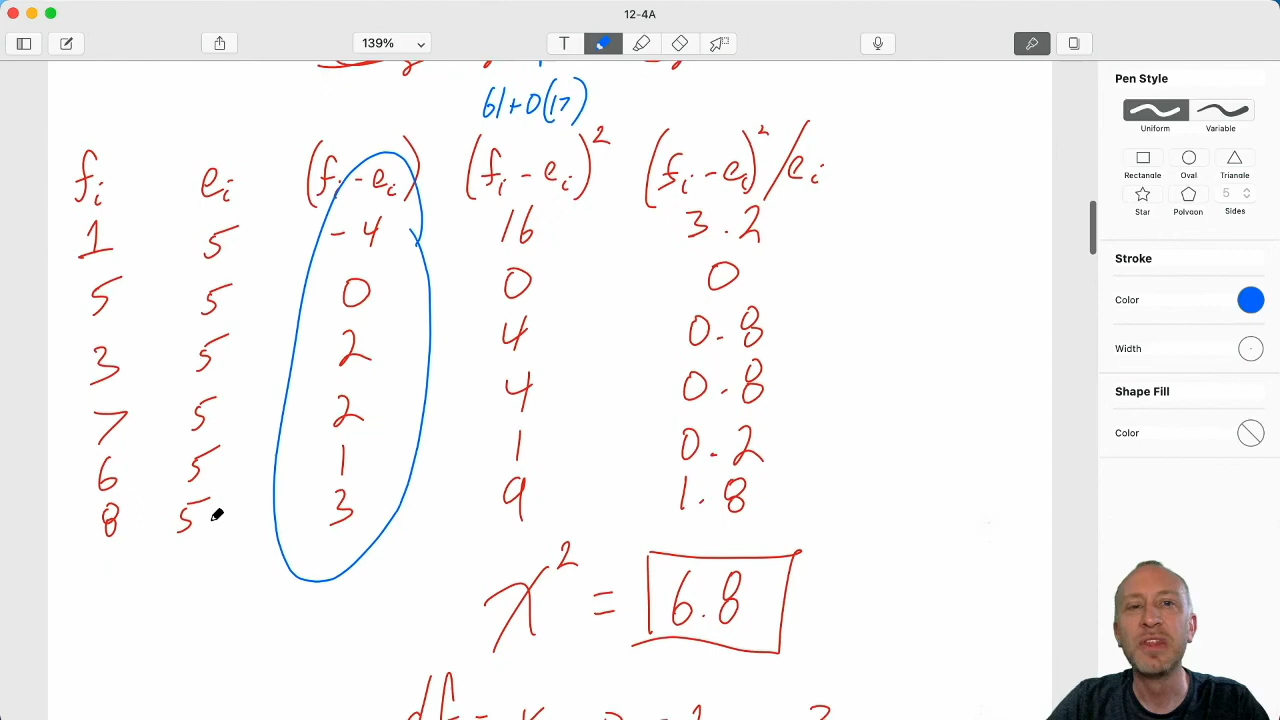 12-4A
139%
T
61+0(17)
fᵢ eᵢ (fᵢ - eᵢ) (fᵢ - eᵢ)² (fᵢ - eᵢ)²/eᵢ
1 5 -4 16 3.2
5 5 0 0 0
3 5 2 4 0.8
7 5 2 4 0.8
6 5 1 1 0.2
8 5 3 9 1.8
χ² = 6.8
Pen Style
Uniform Variable
Rectangle Oval Triangle
5
Star Polygon Sides
Stroke
Color
Width
Shape Fill
Color